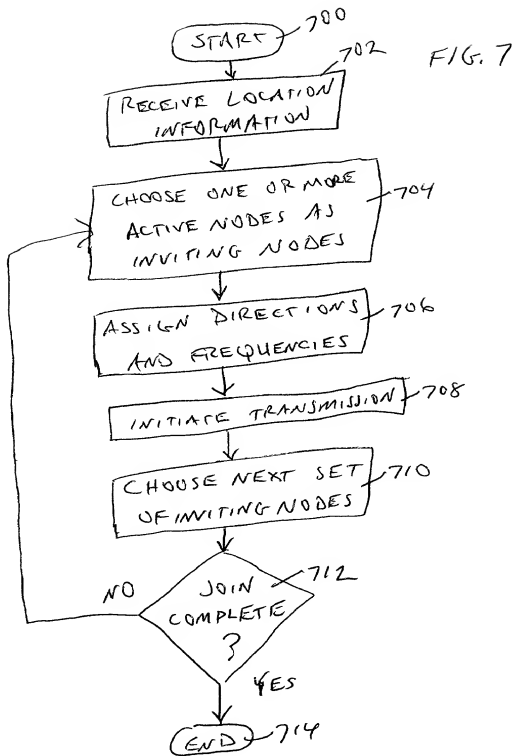 START
700
FIG. 7
702
RECEIVE LOCATION
INFORMATION
CHOOSE ONE OR MORE
ACTIVE NODES AS
INVITING NODES
704
ASSIGN DIRECTIONS
AND FREQUENCIES
706
INITIATE TRANSMISSION
708
CHOOSE NEXT SET
OF INVITING NODES
710
712
NO
JOIN
COMPLETE
?
YES
END
714